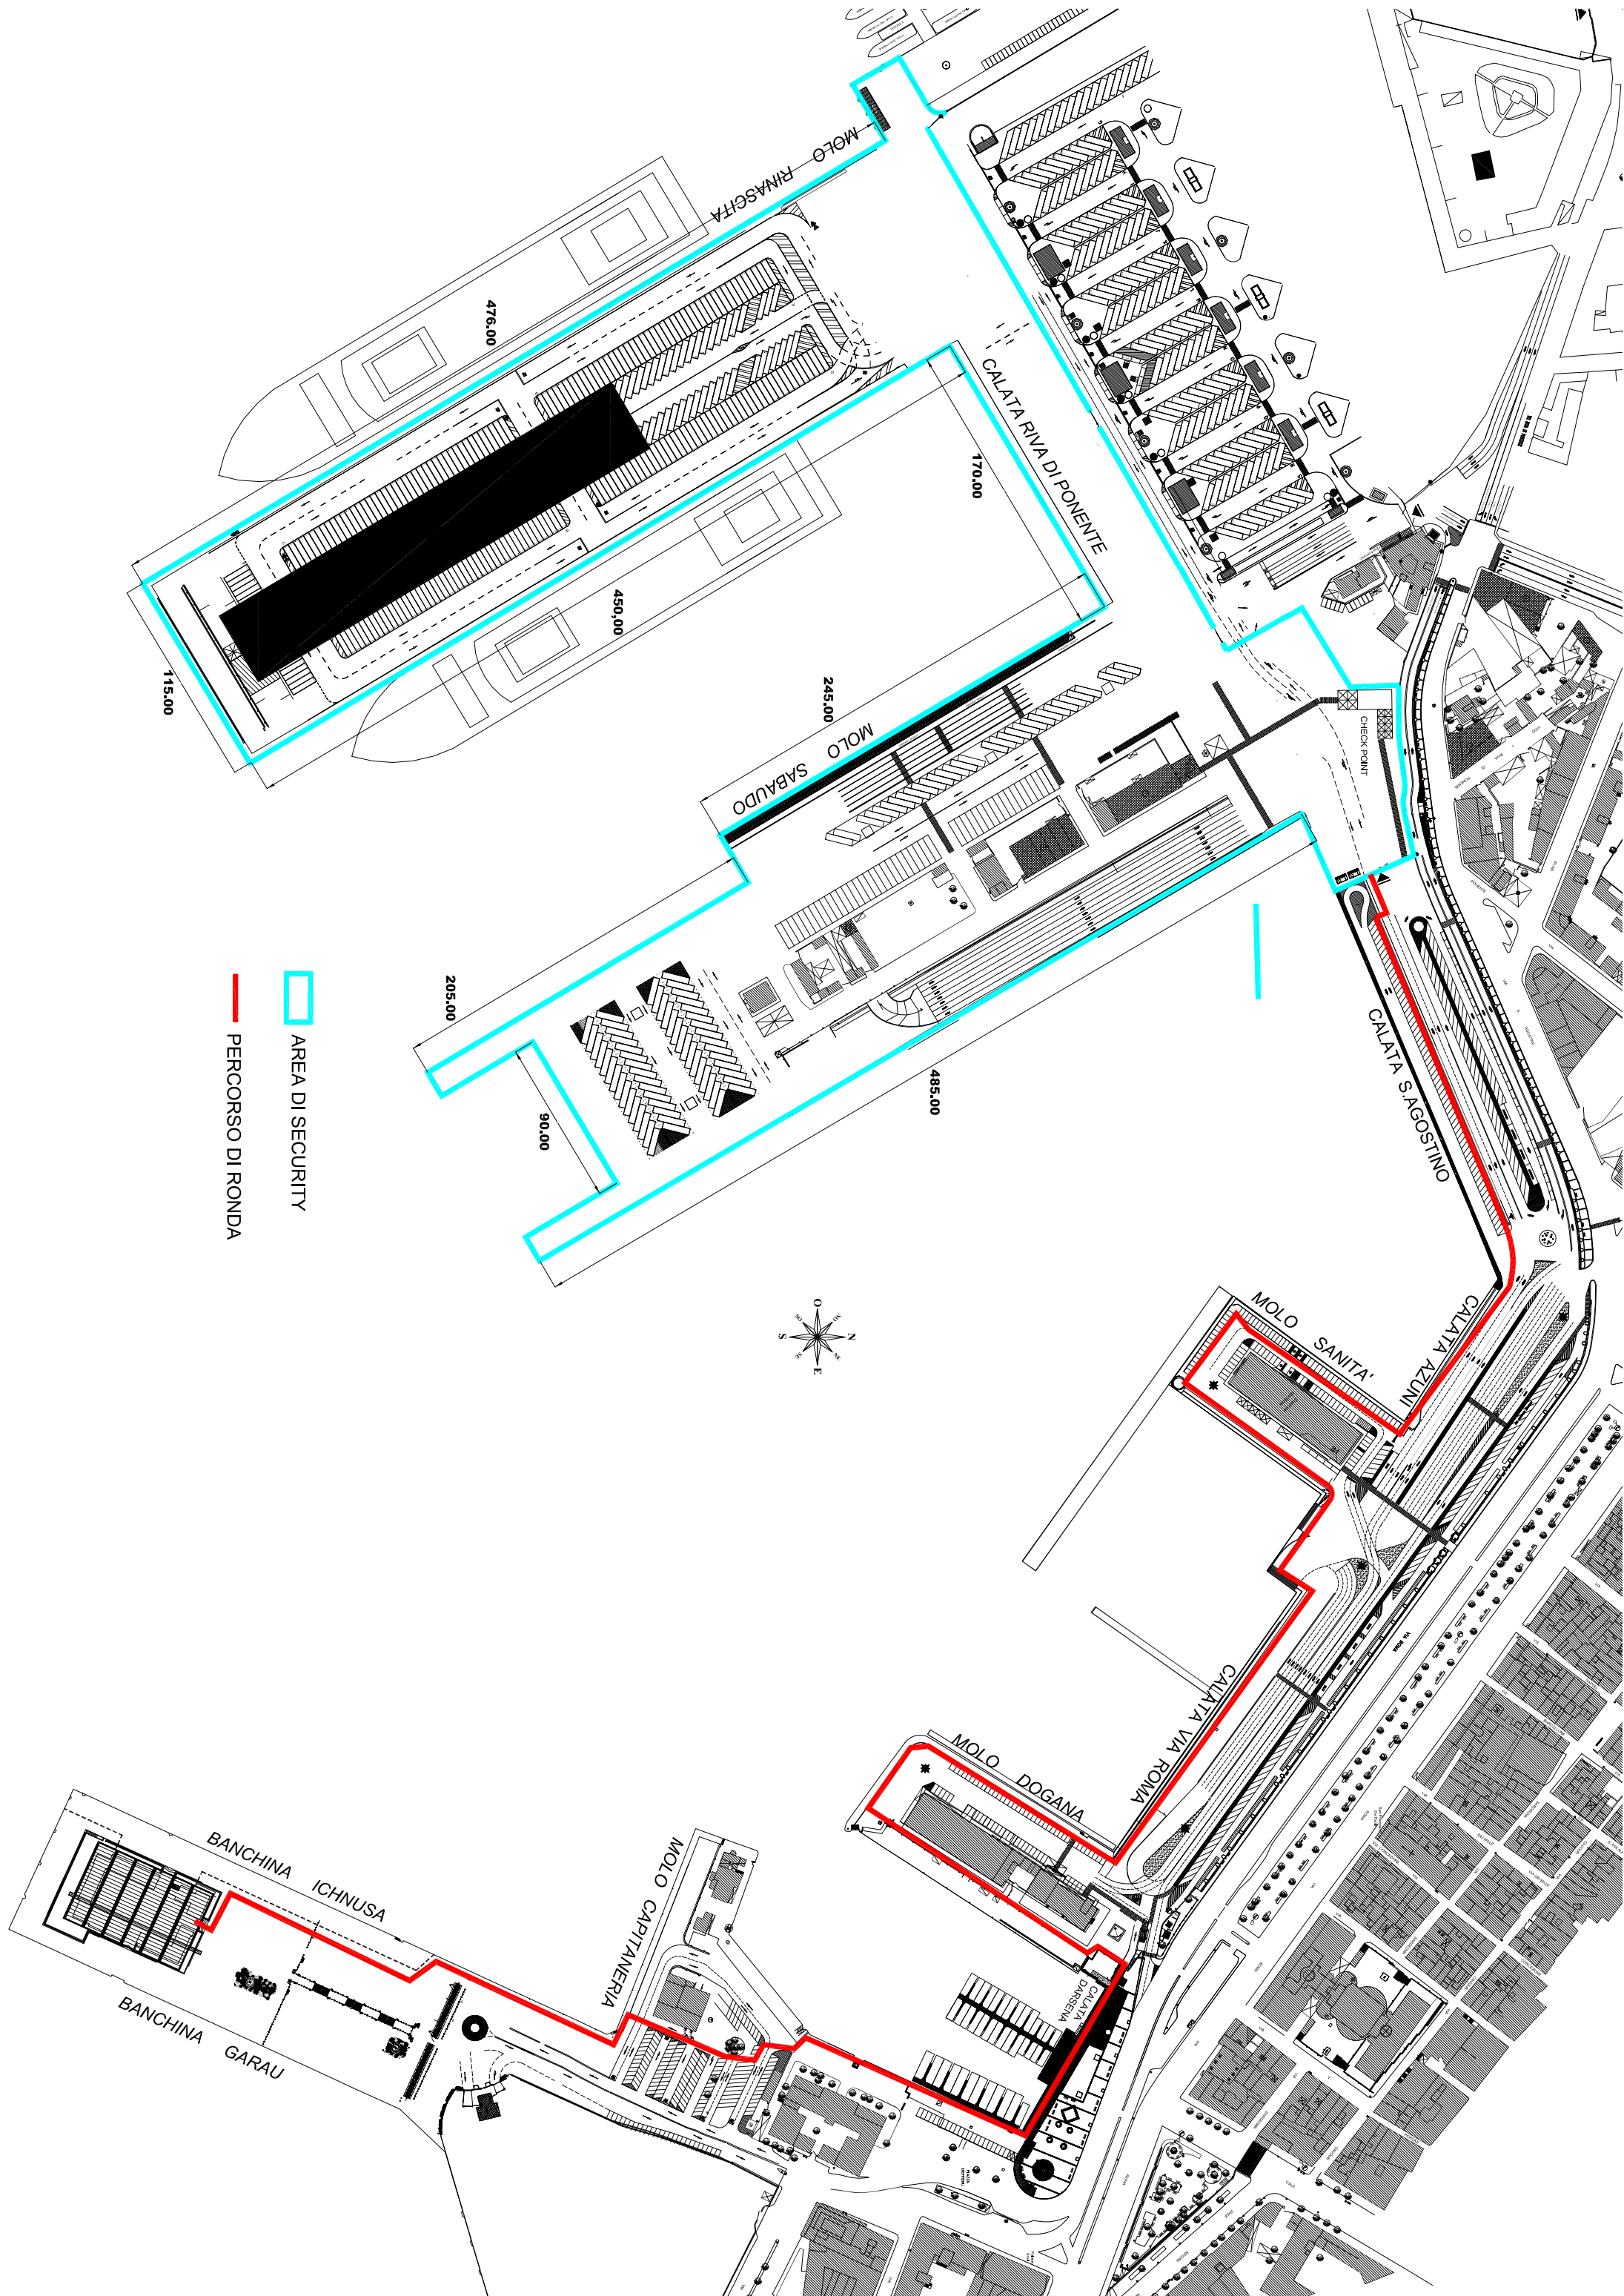 MOLO RINASCITA
476.00
CALATA RIVA DI PONENTE
170.00
450,00
115.00
245.00
MOLO SABAUDO
CHECK POINT
205.00
90.00
485.00
AREA DI SECURITY
PERCORSO DI RONDA
CALATA S.AGOSTINO
CALATA AZUNI
MOLO SANITA'
N
S
O
E
VIA ROMA
CALATA VIA ROMA
MOLO DOGANA
CALATA
DARSENA
MOLO CAPITANERIA
BANCHINA ICHNUSA
BANCHINA GARAU